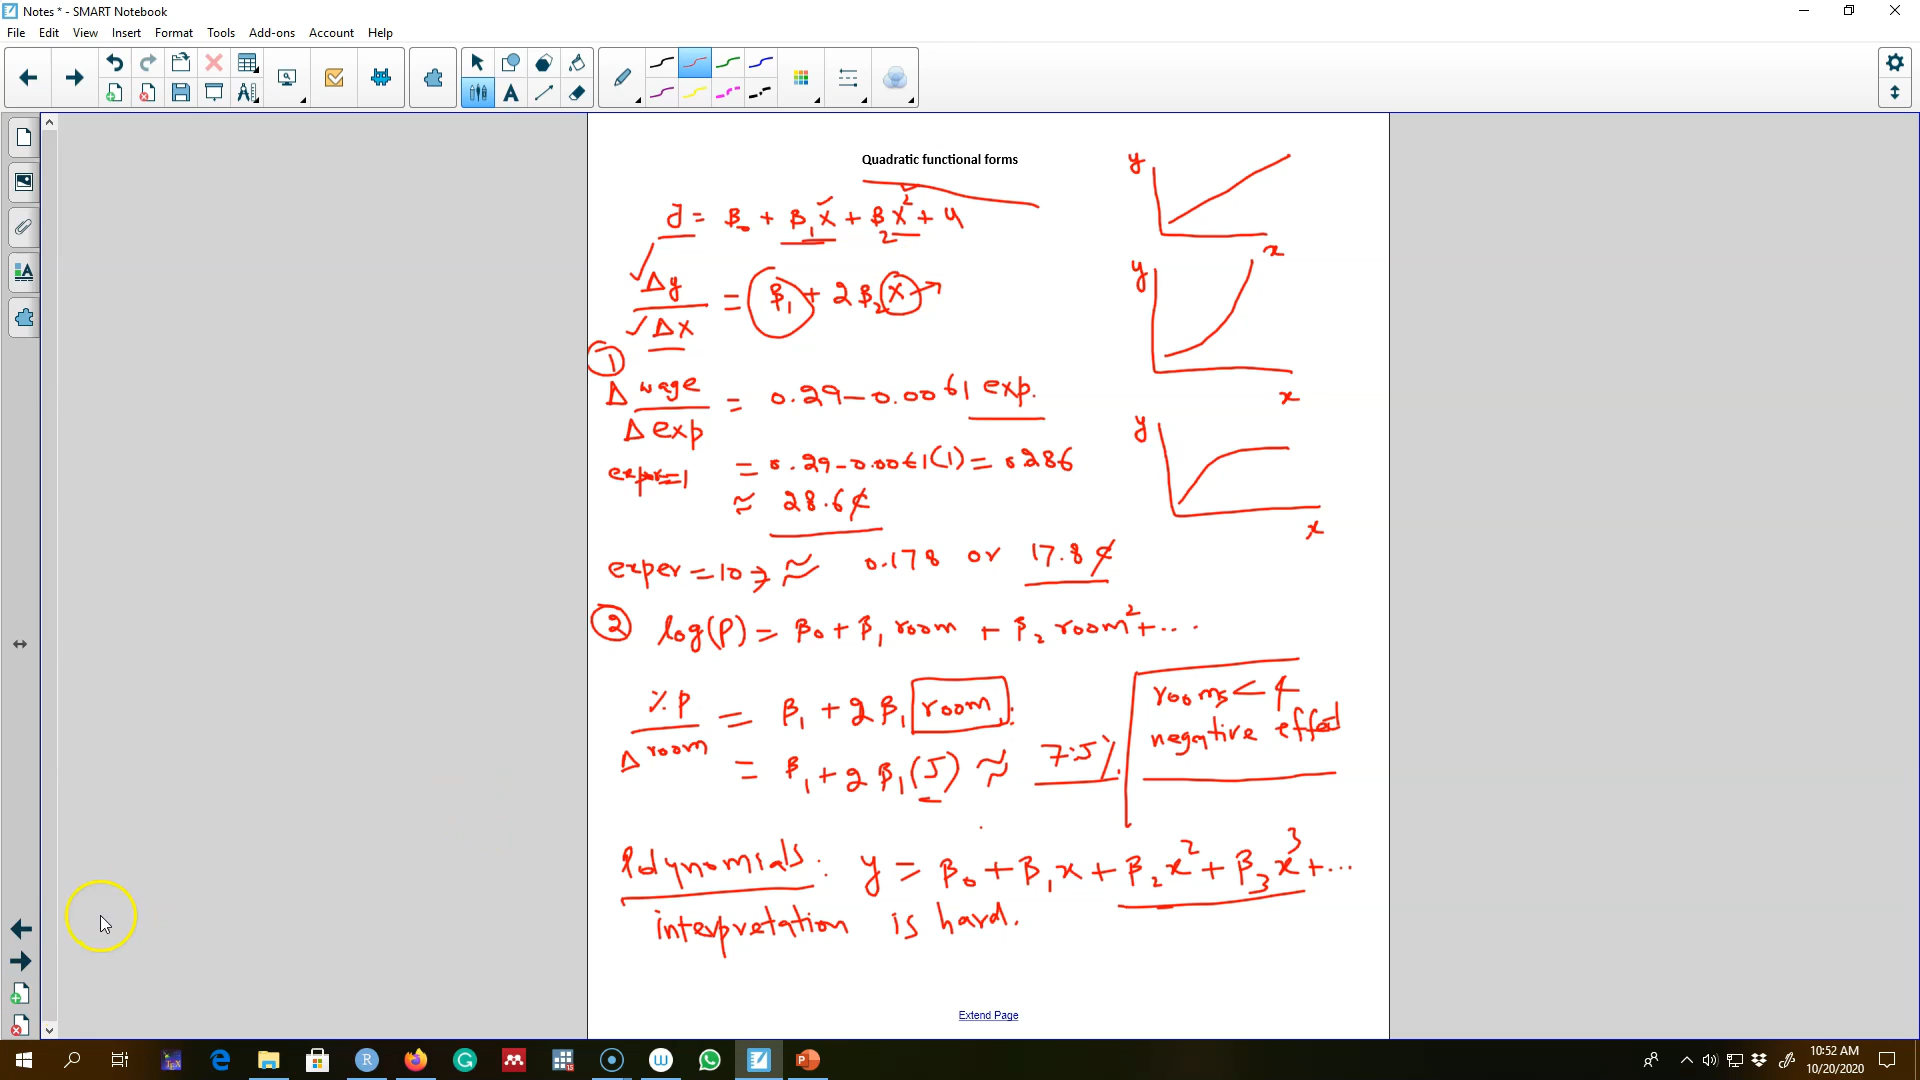 Notes * - SMART Notebook
File Edit View Insert Format Tools Add-ons Account Help
Quadratic functional forms
y = β₀ + β₁x + β₂x² + u
Δy / Δx = β₁ + 2β₂x
①
Δ wage / Δ exp = 0.29 - 0.0061 exp.
exper=1 = 0.29 - 0.0061(1) = 0.286
≈ 28.6¢
exper = 10 → ≈ 0.178 or 17.8¢
② log(P) = β₀ + β₁ room + β₂ room² + ...
% P / Δ room = β₁ + 2β₁ room.
= β₁ + 2β₁(5) ≈ 7.5%.
rooms < 4
negative effect
Polynomials: y = β₀ + β₁x + β₂x² + β₃x³ + ...
interpretation is hard.
y
x
y
x
y
x
Extend Page
10:52 AM
10/20/2020